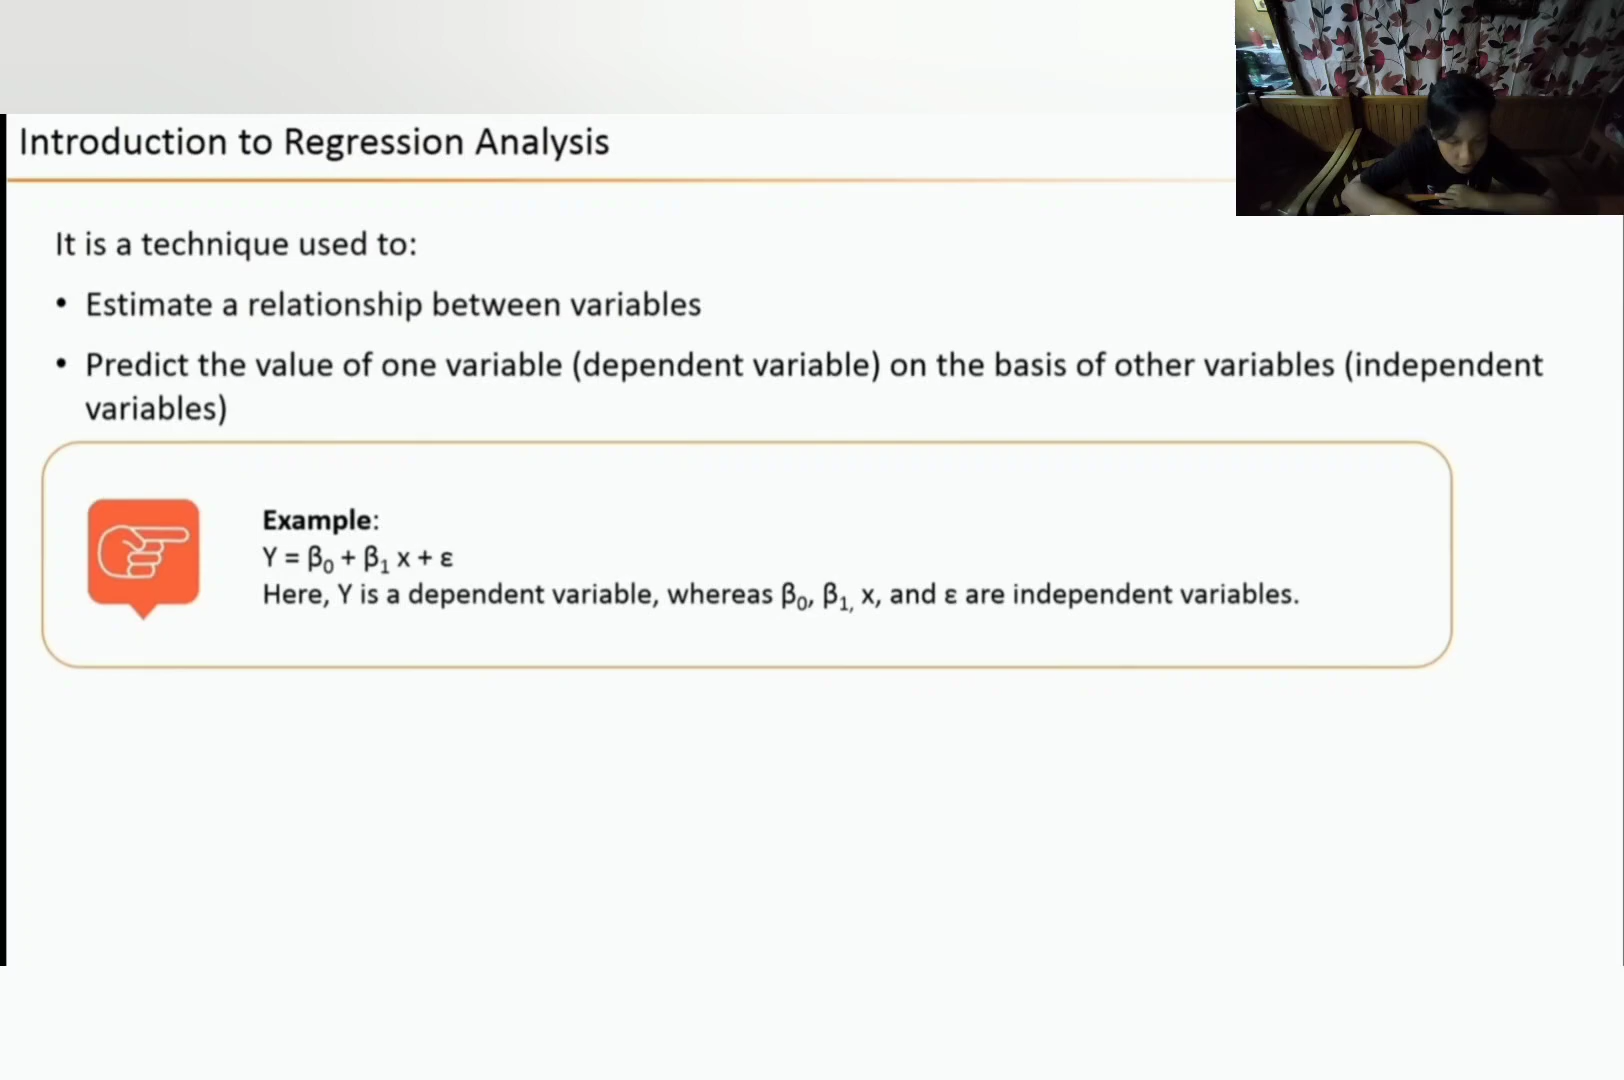 Introduction to Regression Analysis
It is a technique used to:
• Estimate a relationship between variables
• Predict the value of one variable (dependent variable) on the basis of other variables (independent
variables)
Example:
Y = β₀ + β₁ x + ε
Here, Y is a dependent variable, whereas β₀, β₁, x, and ε are independent variables.